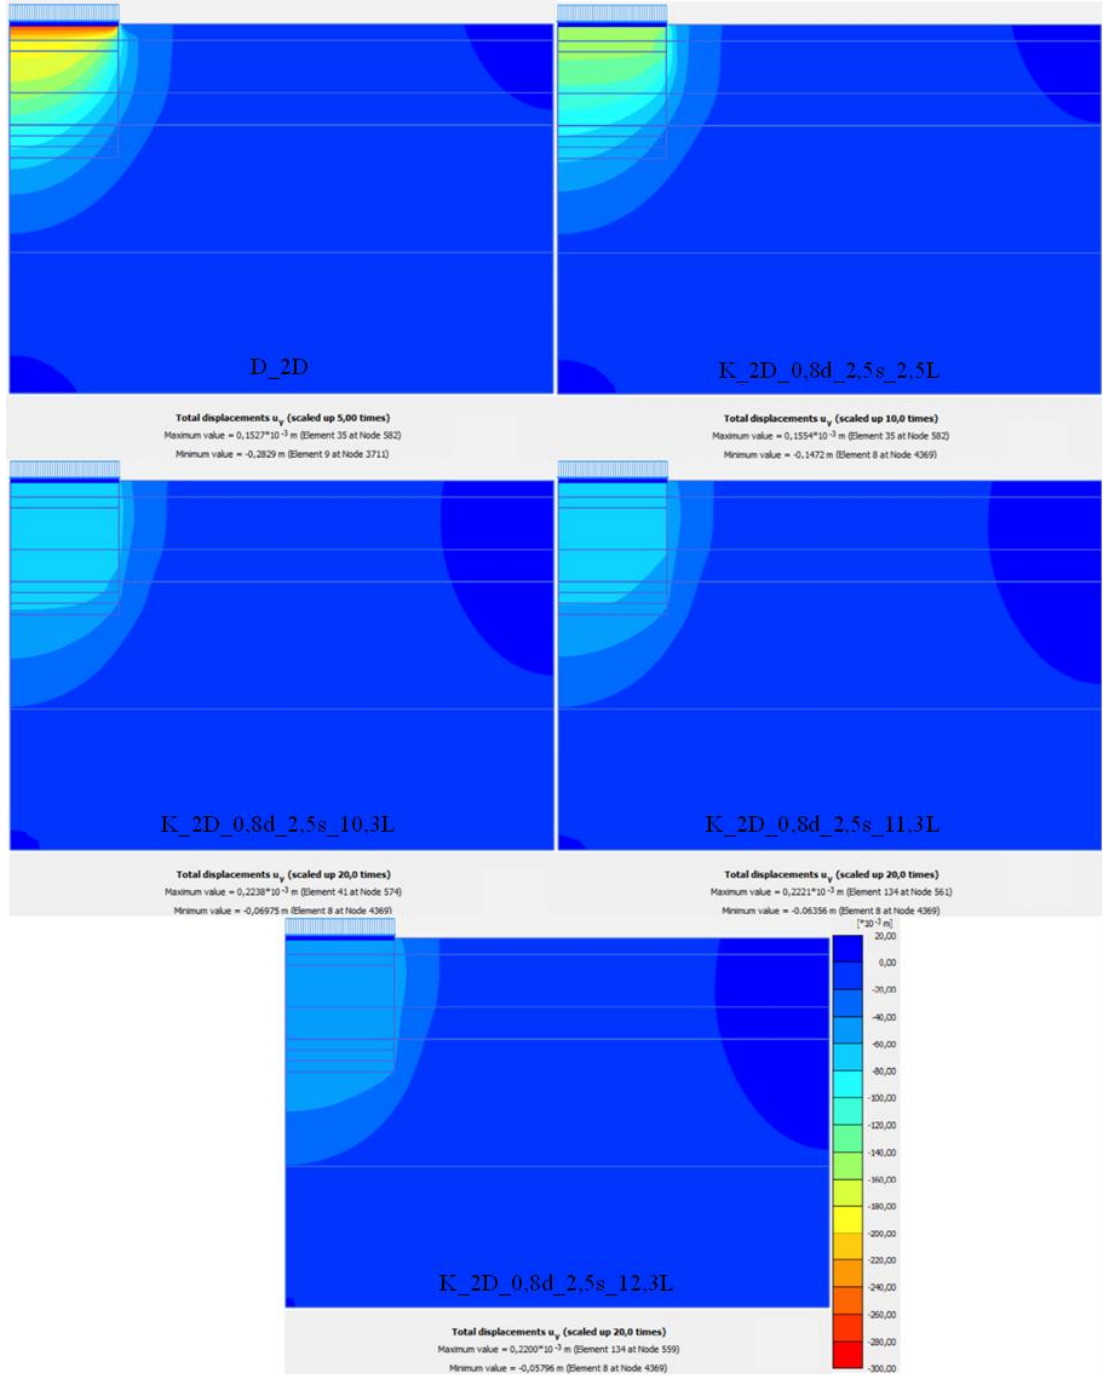 D_2D
Total displacements uy (scaled up 5,00 times)
Maximum value = 0,1527*10-3 m (Element 35 at Node 582)
Minimum value = -0,2829 m (Element 9 at Node 3711)
K_2D_0,8d_2,5s_2,5L
Total displacements uy (scaled up 10,0 times)
Maximum value = 0,1554*10-3 m (Element 35 at Node 582)
Minimum value = -0,1472 m (Element 8 at Node 4369)
K_2D_0,8d_2,5s_10,3L
Total displacements uy (scaled up 20,0 times)
Maximum value = 0,2238*10-3 m (Element 41 at Node 574)
Minimum value = -0,06975 m (Element 8 at Node 4369)
K_2D_0,8d_2,5s_11,3L
Total displacements uy (scaled up 20,0 times)
Maximum value = 0,2221*10-3 m (Element 134 at Node 561)
Minimum value = -0.06356 m (Element 8 at Node 4369)
K_2D_0,8d_2,5s_12,3L
Total displacements uy (scaled up 20,0 times)
Maximum value = 0,2200*10-3 m (Element 134 at Node 559)
Minimum value = -0,05796 m (Element 8 at Node 4369)
[*10-3 m]
20,00
0,00
-20,00
-40,00
-60,00
-80,00
-100,00
-120,00
-140,00
-160,00
-180,00
-200,00
-220,00
-240,00
-260,00
-280,00
-300,00